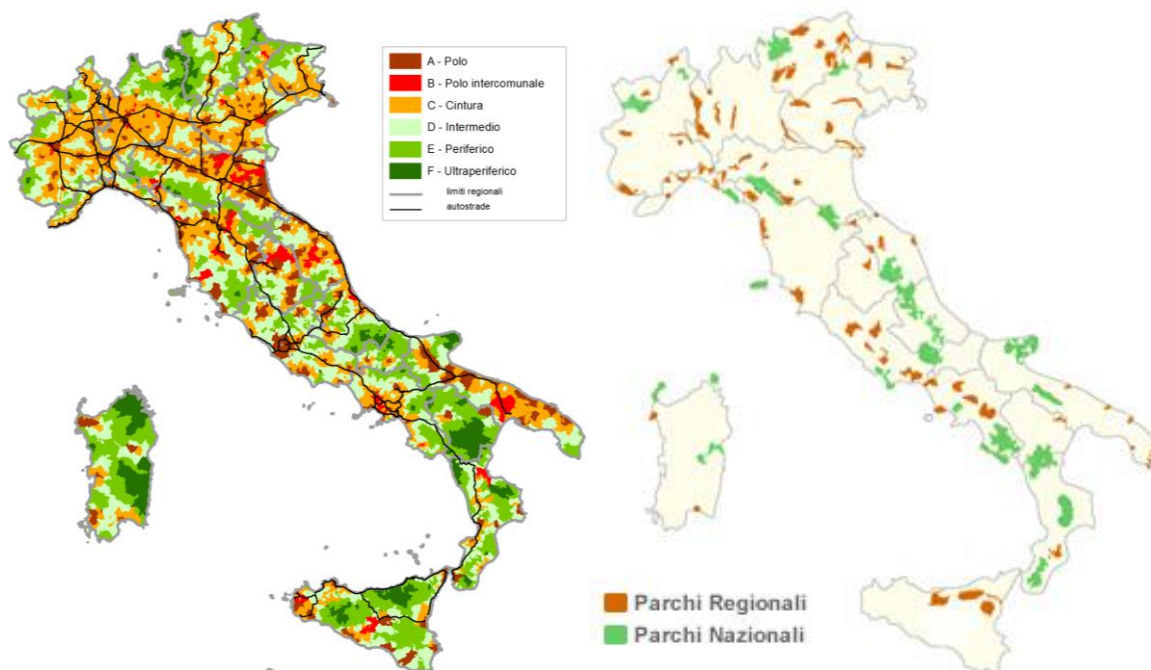 A - Polo
B - Polo intercomunale
C - Cintura
D - Intermedio
E - Periferico
F - Ultraperiferico
limiti regionali
autostrade
Parchi Regionali
Parchi Nazionali